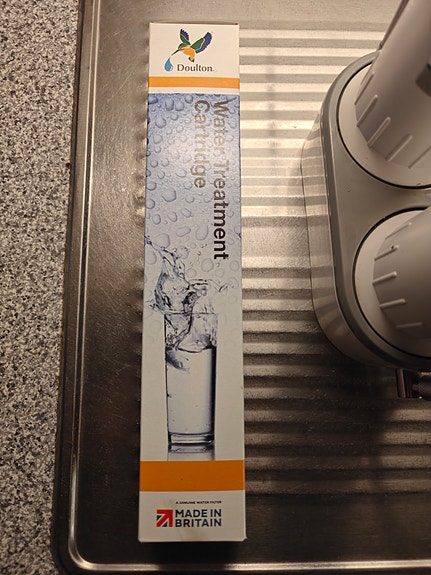 Doulton
Water Treatment
Cartridge
A GENUINE WATER FILTER
MADE IN
BRITAIN